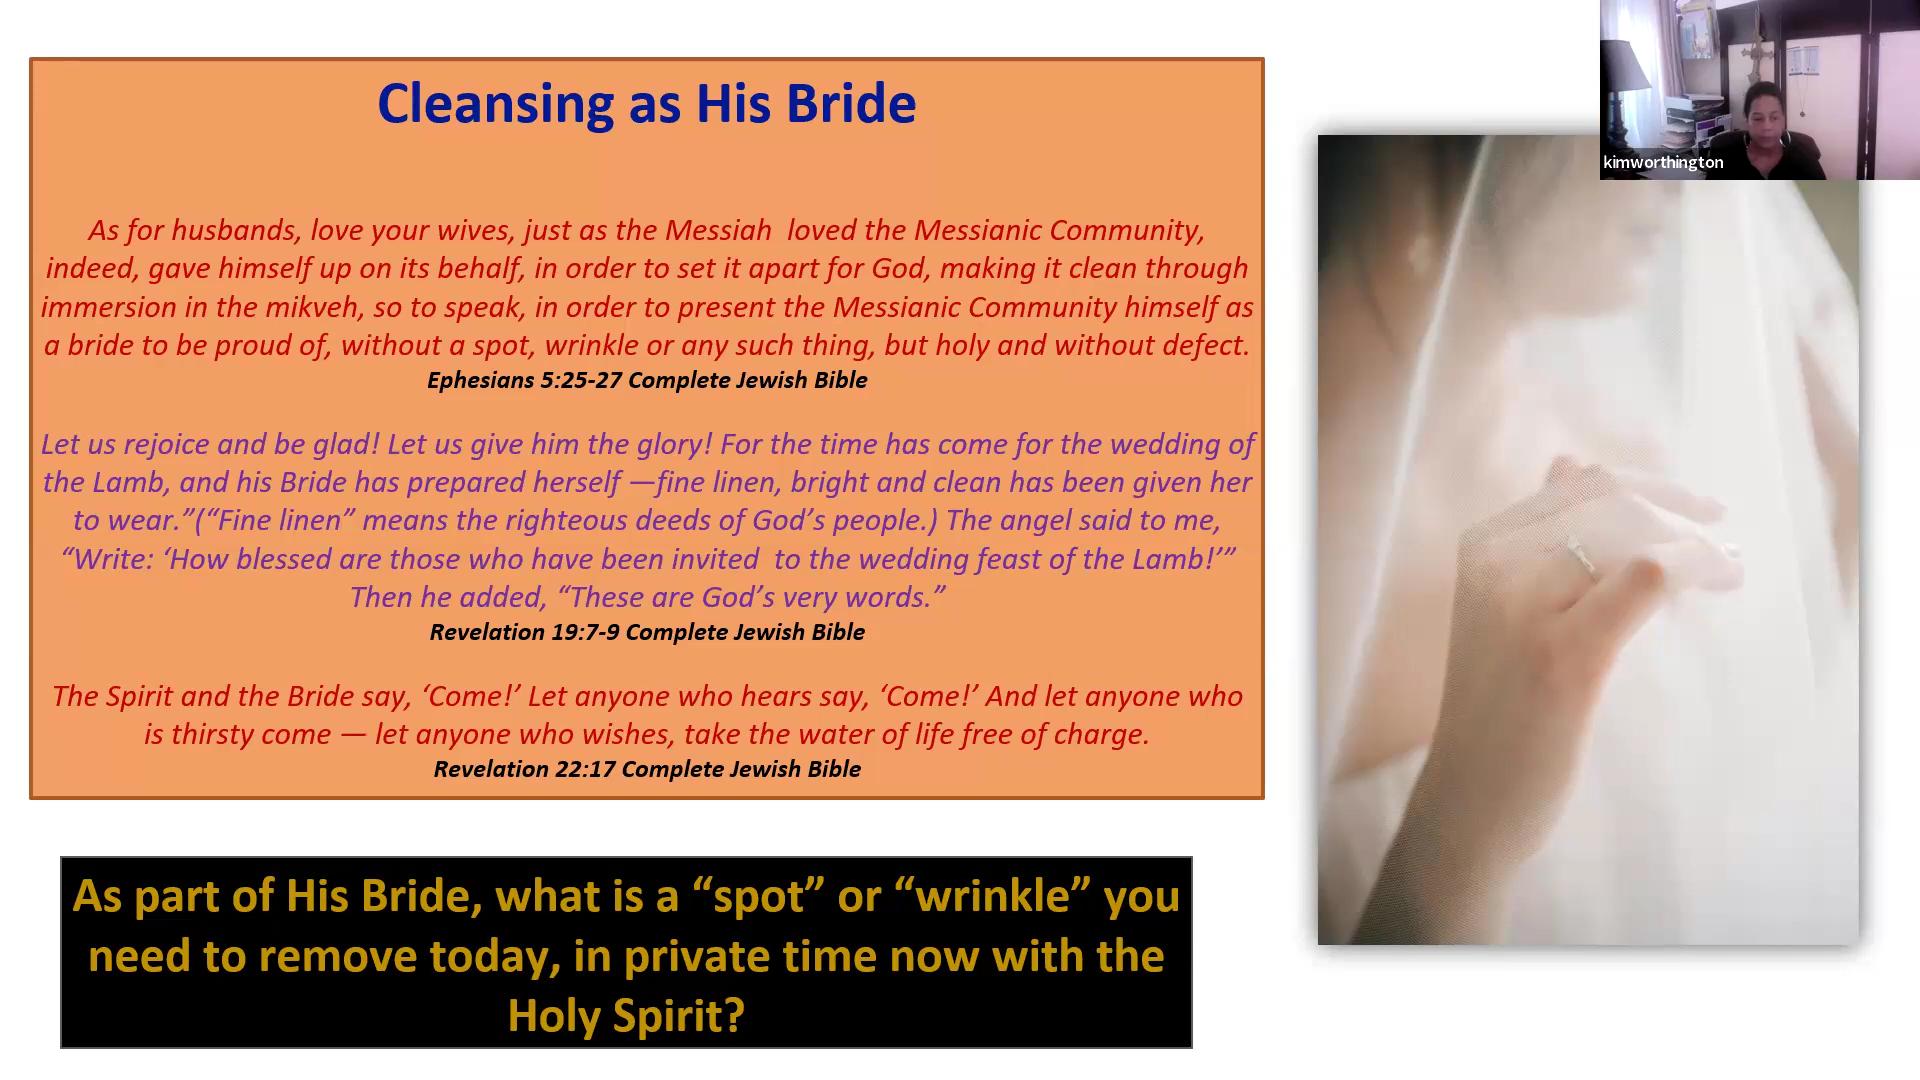 Cleansing as His Bride
As for husbands, love your wives, just as the Messiah  loved the Messianic Community,
indeed, gave himself up on its behalf, in order to set it apart for God, making it clean through
immersion in the mikveh, so to speak, in order to present the Messianic Community himself as
a bride to be proud of, without a spot, wrinkle or any such thing, but holy and without defect.
Ephesians 5:25-27 Complete Jewish Bible
Let us rejoice and be glad! Let us give him the glory! For the time has come for the wedding of
the Lamb, and his Bride has prepared herself —fine linen, bright and clean has been given her
to wear.”(“Fine linen” means the righteous deeds of God’s people.) The angel said to me,
“Write: ‘How blessed are those who have been invited  to the wedding feast of the Lamb!’”
Then he added, “These are God’s very words.”
Revelation 19:7-9 Complete Jewish Bible
The Spirit and the Bride say, ‘Come!’ Let anyone who hears say, ‘Come!’ And let anyone who
is thirsty come — let anyone who wishes, take the water of life free of charge.
Revelation 22:17 Complete Jewish Bible
As part of His Bride, what is a “spot” or “wrinkle” you
need to remove today, in private time now with the
Holy Spirit?
kimworthington